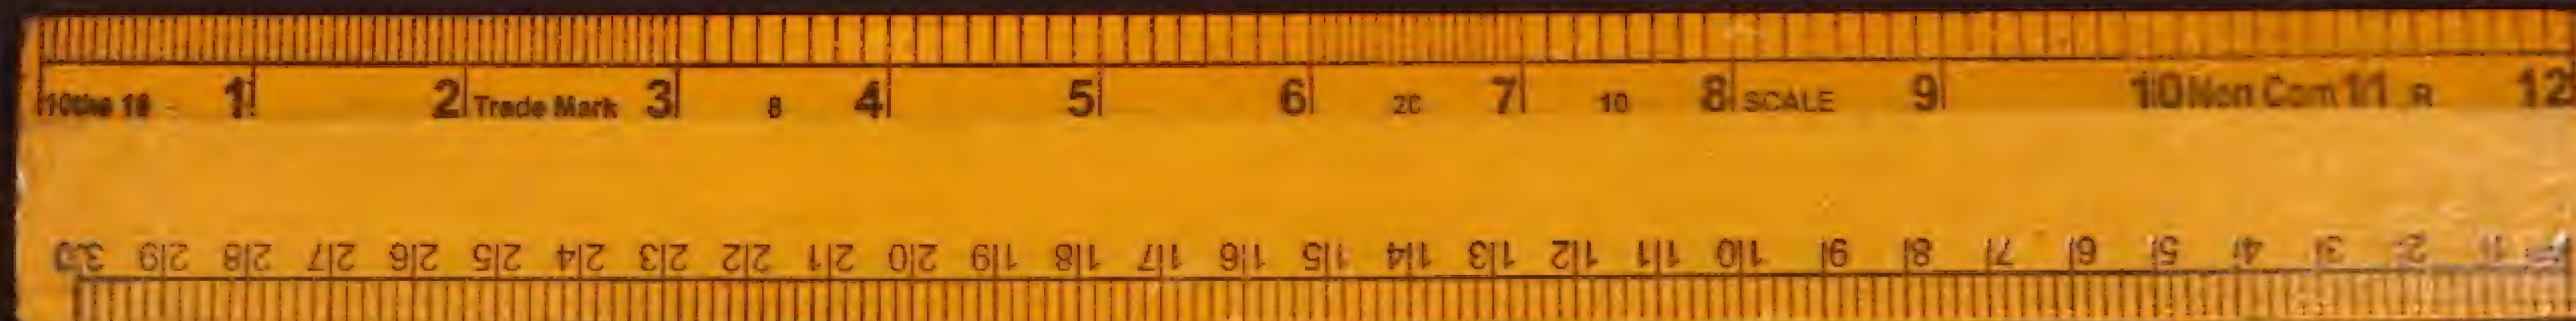 10ths 16 1 2 Trade Mark 3 8 4 5 6 20 7 10 8 SCALE 9 10 Non Com 11 R 12
30 29 28 27 26 25 24 23 22 21 20 19 18 17 16 15 14 13 12 11 10 9 8 7 6 5 4 3 2 1